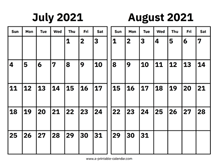 July 2021
Sun Mon Tue Wed Thu Fri Sat
1 2 3
4 5 6 7 8 9 10
11 12 13 14 15 16 17
18 19 20 21 22 23 24
25 26 27 28 29 30 31
August 2021
Sun Mon Tue Wed Thu Fri Sat
1 2 3 4 5 6 7
8 9 10 11 12 13 14
15 16 17 18 19 20 21
22 23 24 25 26 27 28
29 30 31
www.a-printable-calendar.com